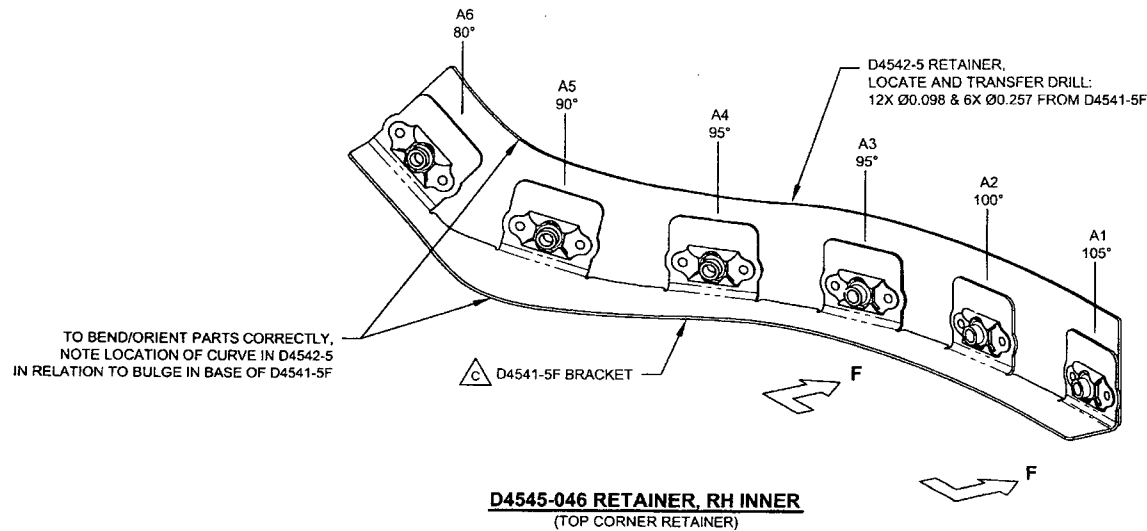 A6
80°
A5
90°
A4
95°
A3
95°
A2
100°
A1
105°
D4542-5 RETAINER,
LOCATE AND TRANSFER DRILL:
12X Ø0.098 & 6X Ø0.257 FROM D4541-5F
TO BEND/ORIENT PARTS CORRECTLY,
NOTE LOCATION OF CURVE IN D4542-5
IN RELATION TO BULGE IN BASE OF D4541-5F
C D4541-5F BRACKET
F
F
D4545-046 RETAINER, RH INNER
(TOP CORNER RETAINER)